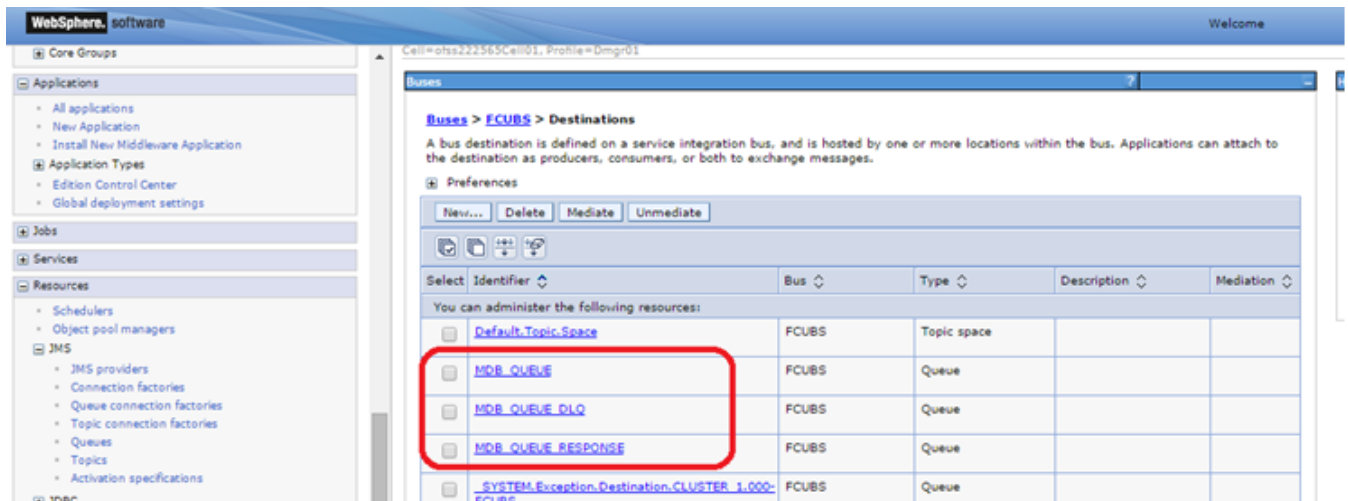 WebSphere. software
Welcome
Core Groups
Applications
All applications
New Application
Install New Middleware Application
Application Types
Edition Control Center
Global deployment settings
Jobs
Services
Resources
Schedulers
Object pool managers
JMS
JMS providers
Connection factories
Queue connection factories
Topic connection factories
Queues
Topics
Activation specifications
JDBC
Cell=ofss222565Cell01, Profile=Dmgr01
Buses ? _
Buses > FCUBS > Destinations
A bus destination is defined on a service integration bus, and is hosted by one or more locations within the bus. Applications can attach to
the destination as producers, consumers, or both to exchange messages.
Preferences
New... Delete Mediate Unmediate
Select Identifier Bus Type Description Mediation
You can administer the following resources:
Default.Topic.Space FCUBS Topic space
MDB_QUEUE FCUBS Queue
MDB_QUEUE_DLQ FCUBS Queue
MDB_QUEUE_RESPONSE FCUBS Queue
_SYSTEM.Exception.Destination.CLUSTER_1.000- FCUBS Queue
FCUBS